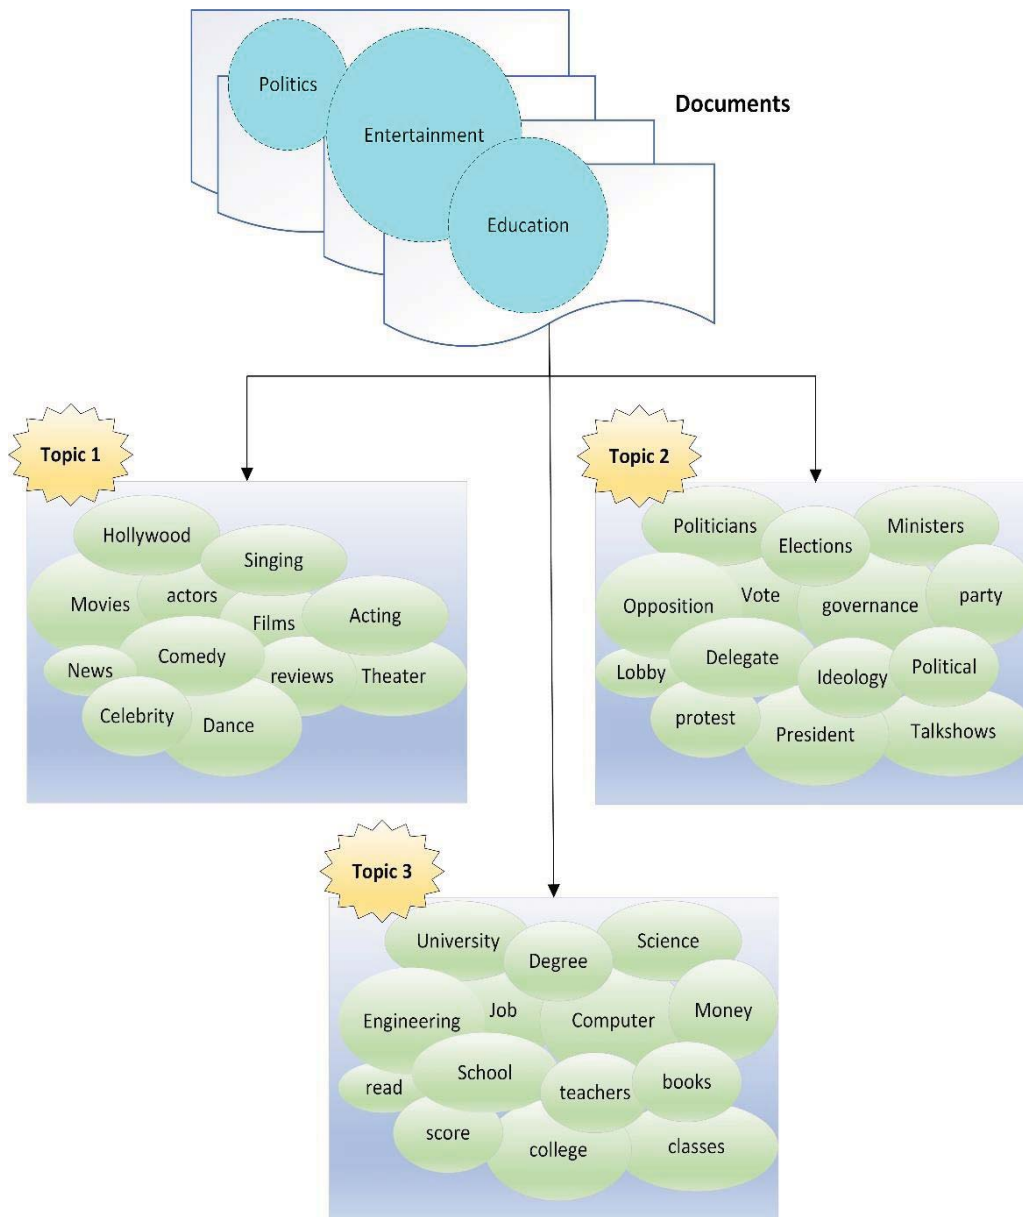 Politics
Documents
Entertainment
Education
Topic 1
Hollywood
Singing
Movies
actors
Films
Acting
News
Comedy
reviews
Theater
Celebrity
Dance
Topic 2
Politicians
Elections
Ministers
Opposition
Vote
governance
party
Lobby
Delegate
Ideology
Political
protest
President
Talkshows
Topic 3
University
Degree
Science
Engineering
Job
Computer
Money
read
School
teachers
books
score
college
classes